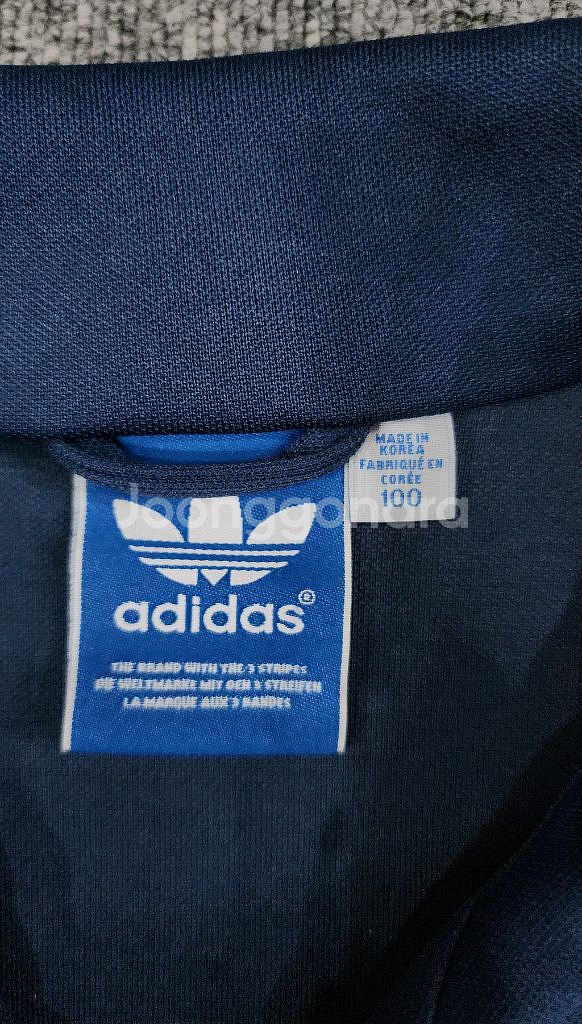 MADE IN
KOREA
FABRIQUÉ EN
CORÉE
100
Joonggonara
adidas®
THE BRAND WITH THE 3 STRIPES
DIE WELTMARKE MIT DEN 3 STREIFEN
LA MARQUE AUX 3 BANDES